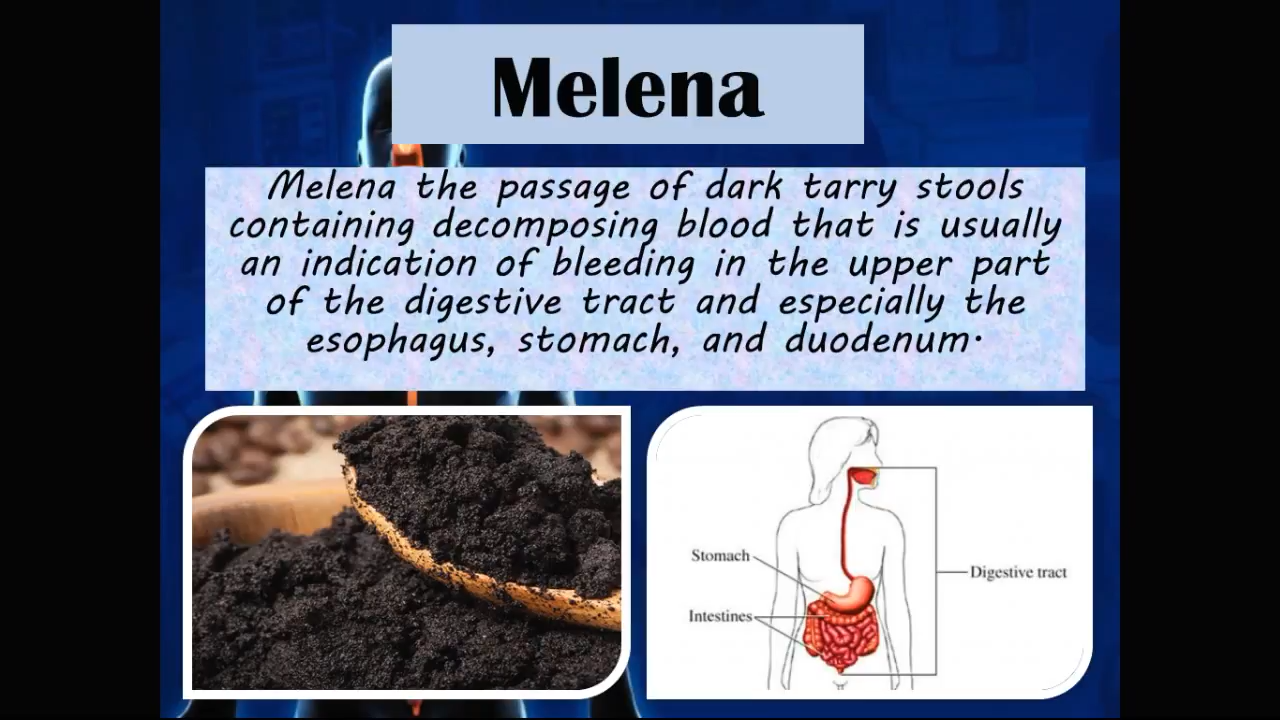 Melena
Melena the passage of dark tarry stools
containing decomposing blood that is usually
an indication of bleeding in the upper part
of the digestive tract and especially the
esophagus, stomach, and duodenum.
Stomach
Digestive tract
Intestines